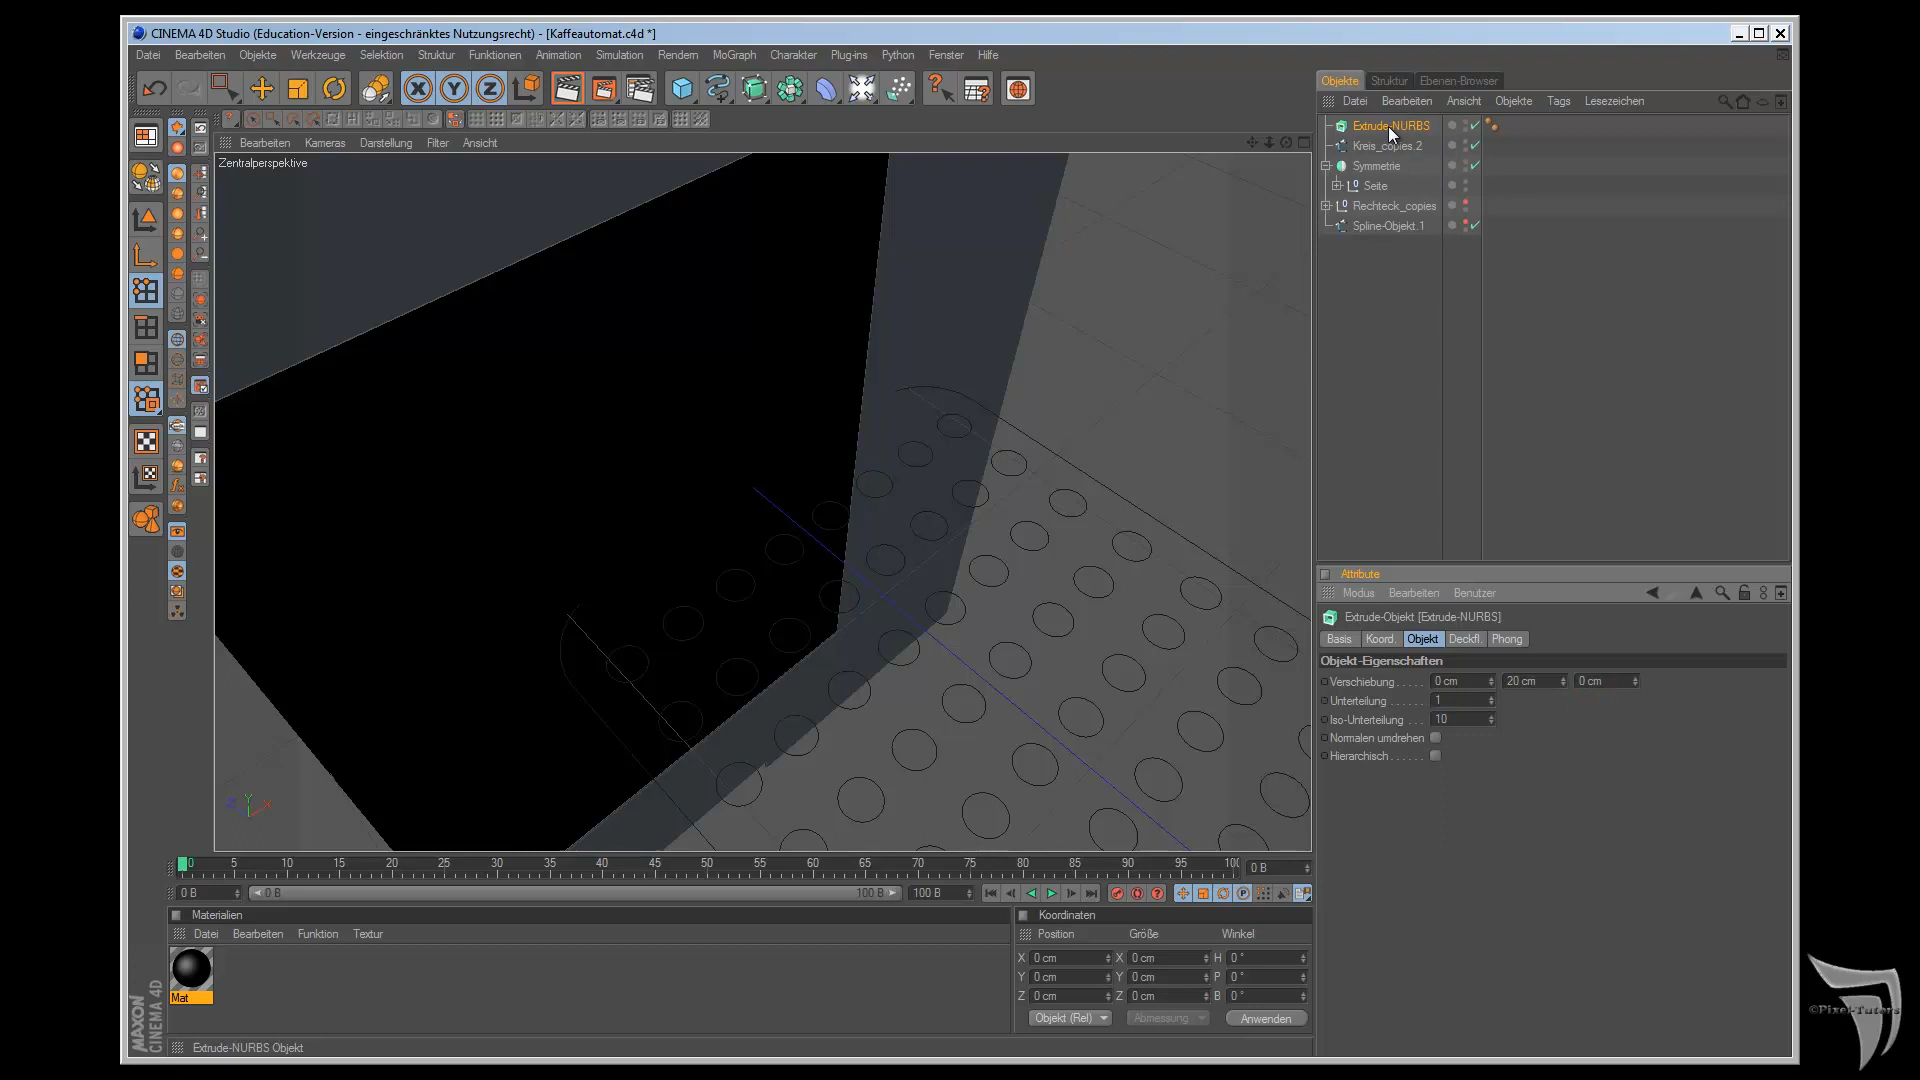 CINEMA 4D Studio (Education-Version - eingeschränktes Nutzungsrecht) - [Kaffeautomat.c4d *]
Datei Bearbeiten Objekte Werkzeuge Selektion Struktur Funktionen Animation Simulation Rendern MoGraph Charakter Plug-ins Python Fenster Hilfe
X Y Z
Objekte Struktur Ebenen-Browser
Datei Bearbeiten Ansicht Objekte Tags Lesezeichen
Extrude-NURBS
Kreis_copies.2
Symmetrie
Seite
Rechteck_copies
Spline-Objekt.1
Bearbeiten Kameras Darstellung Filter Ansicht
Zentralperspektive
Attribute
Modus Bearbeiten Benutzer
Extrude-Objekt [Extrude-NURBS]
Basis Koord. Objekt Deckfl. Phong
Objekt-Eigenschaften
Verschiebung..... 0 cm 20 cm 0 cm
Unterteilung...... 1
Iso-Unterteilung... 10
Normalen umdrehen
Hierarchisch......
0 5 10 15 20 25 30 35 40 45 50 55 60 65 70 75 80 85 90 95 100 0 B
0 B 0 B 100 B 100 B
Materialien
Datei Bearbeiten Funktion Textur
Mat
Koordinaten
Position Größe Winkel
X 0 cm X 0 cm H 0 °
Y 0 cm Y 0 cm P 0 °
Z 0 cm Z 0 cm B 0 °
Objekt (Rel) Abmessung Anwenden
MAXON
CINEMA 4D
Extrude-NURBS Objekt
©Pixel-Tutors